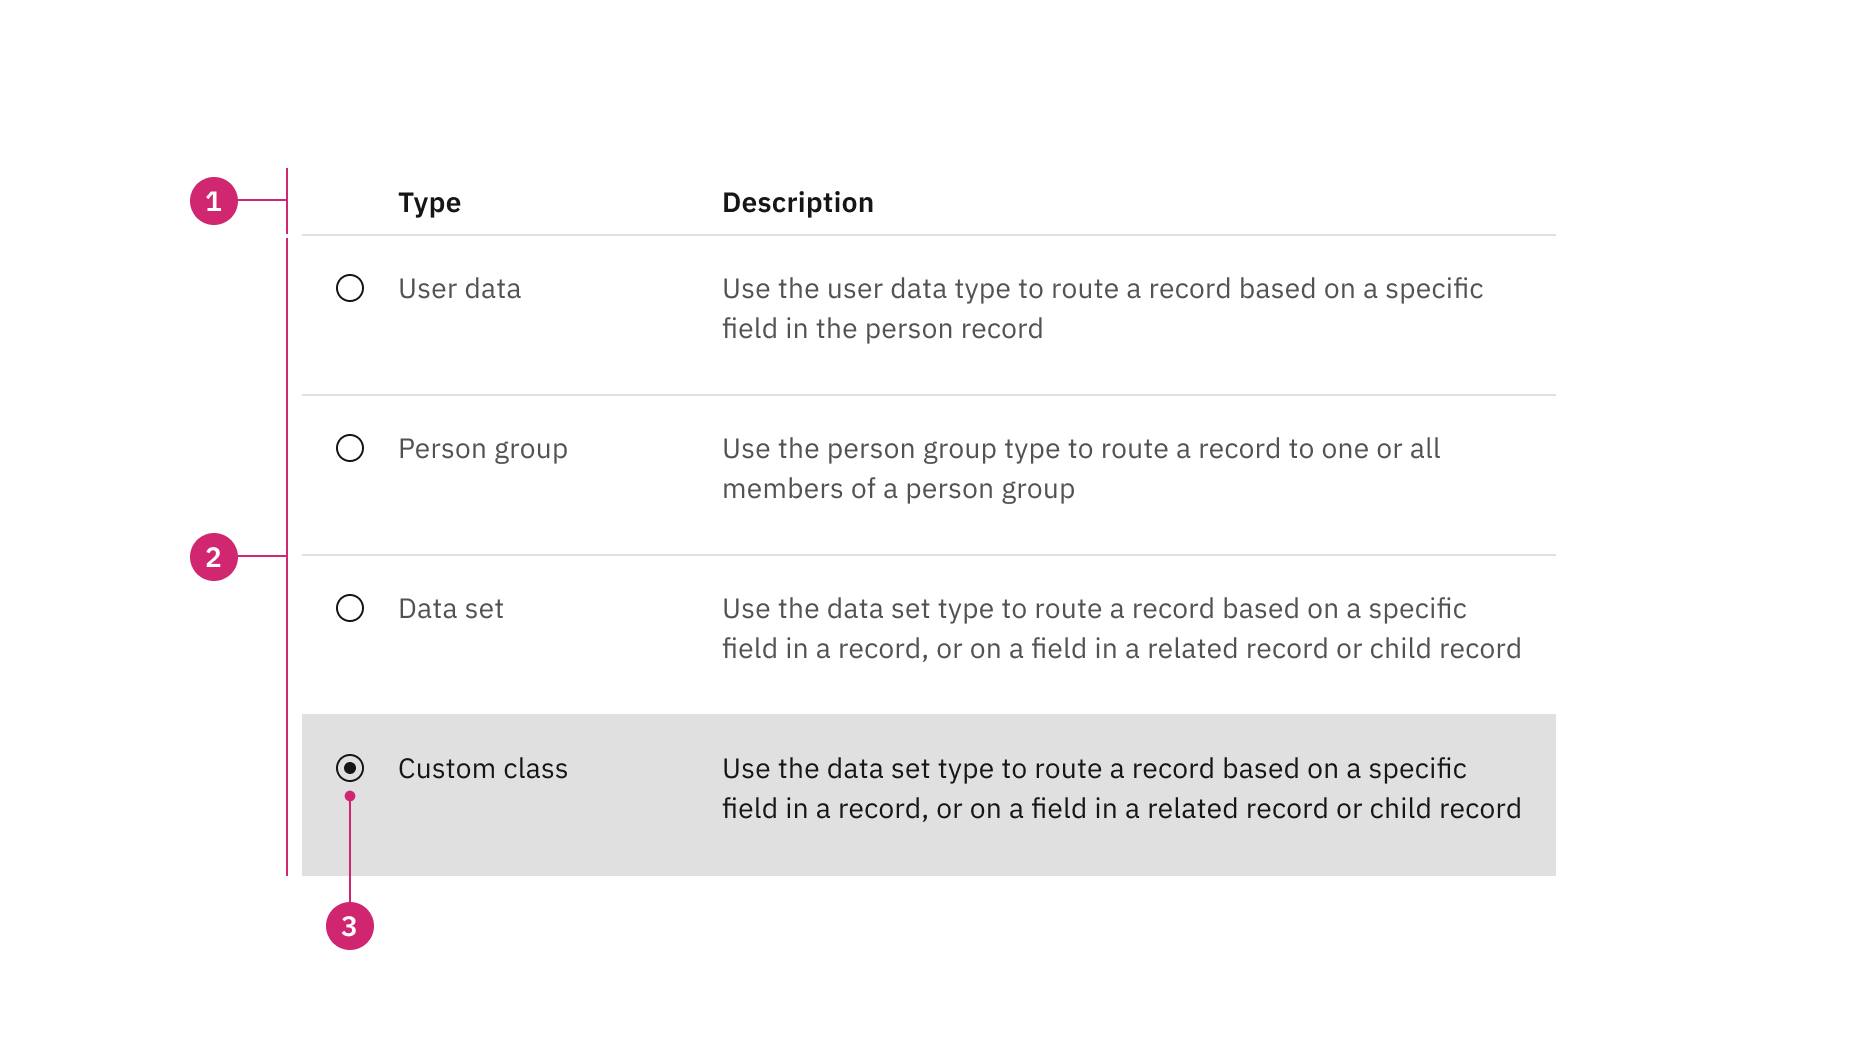 1
Type Description
User data Use the user data type to route a record based on a specific
field in the person record
Person group Use the person group type to route a record to one or all
members of a person group
2
Data set Use the data set type to route a record based on a specific
field in a record, or on a field in a related record or child record
Custom class Use the data set type to route a record based on a specific
field in a record, or on a field in a related record or child record
3